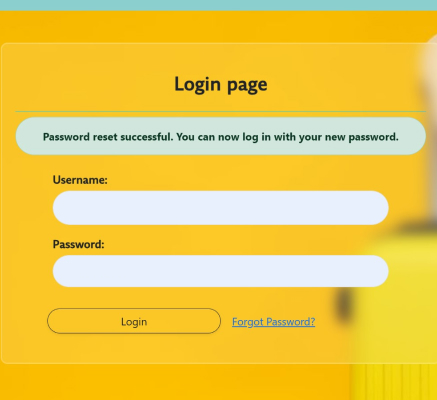 Login page
Password reset successful. You can now log in with your new password.
Username:
Password:
Login Forgot Password?